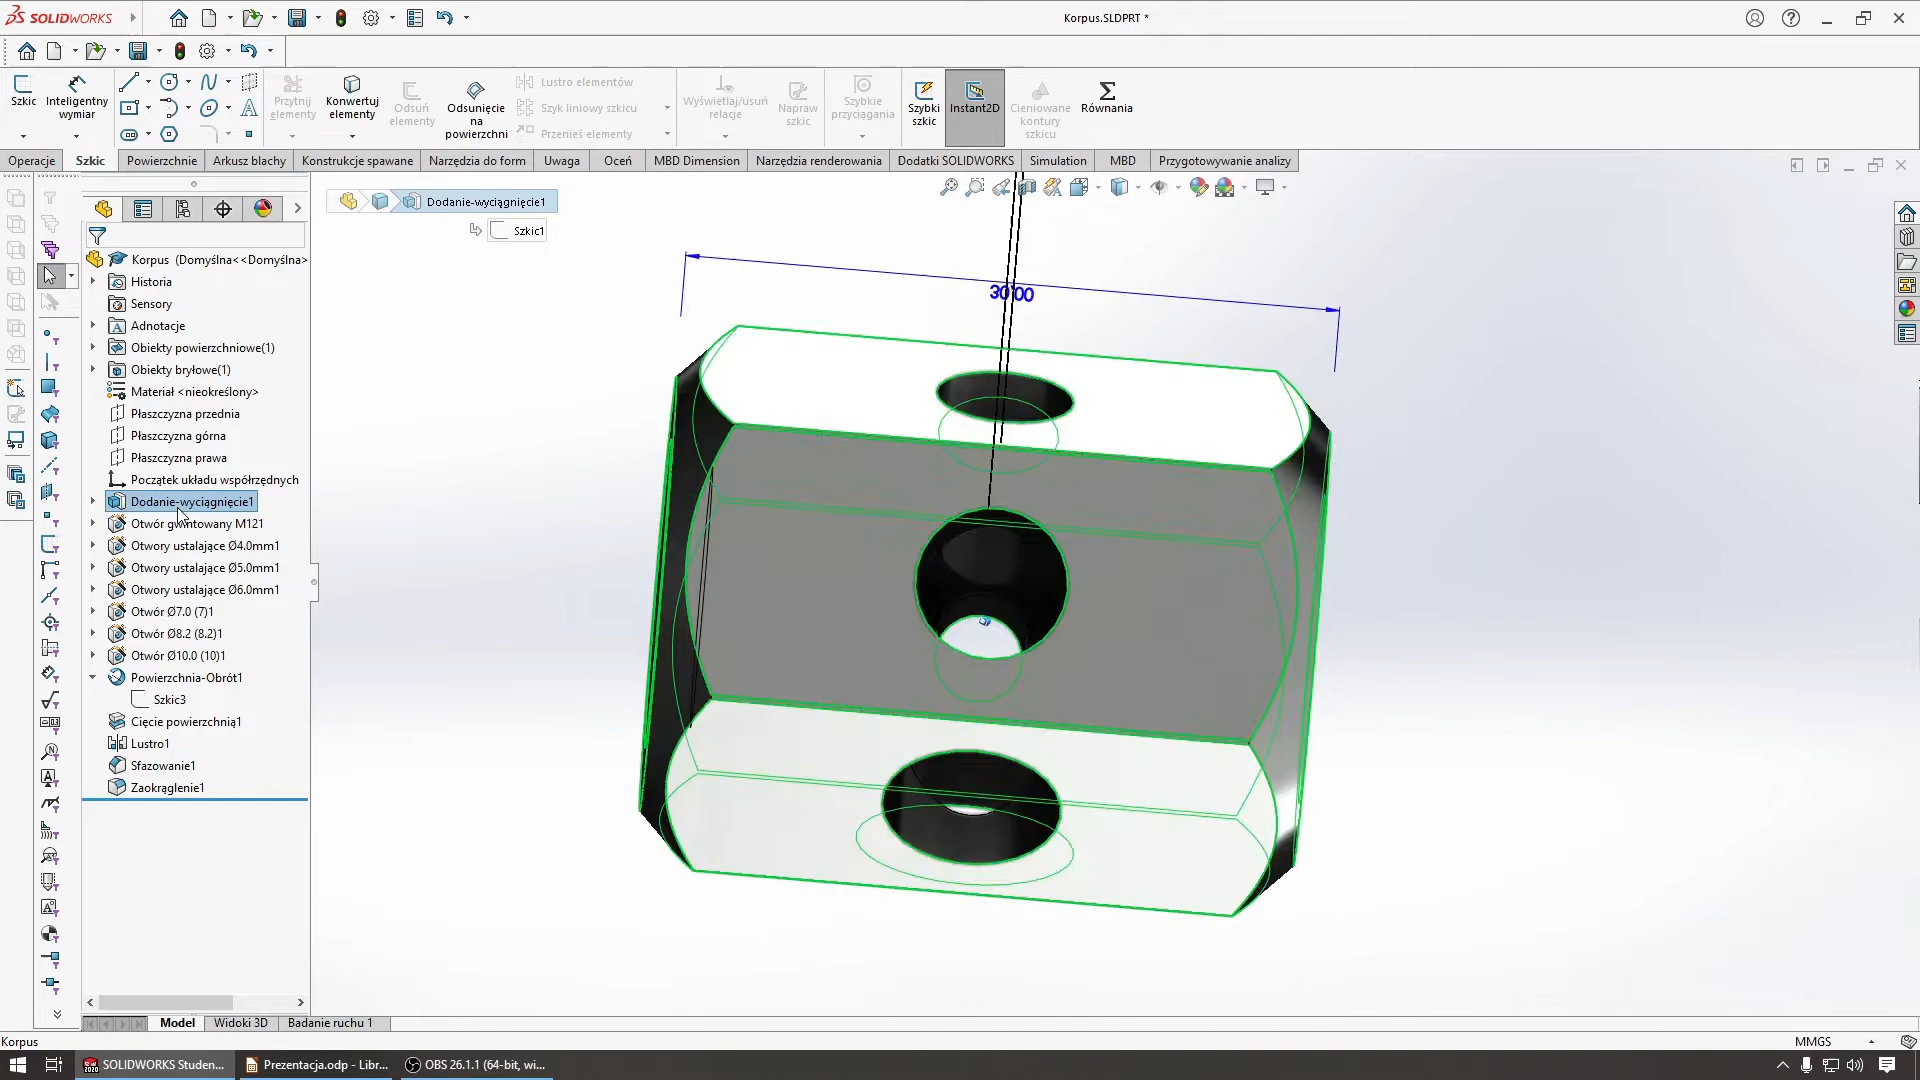 SOLIDWORKS
Korpus.SLDPRT *
Szkic
Inteligentny
wymiar
Przytnij
elementy
Konwertuj
elementy
Odsuń
elementy
Odsunięcie
na
powierzchni
Lustro elementów
Szyk liniowy szkicu
Przenieś elementy
Wyświetlaj/usuń
relacje
Napraw
szkic
Szybkie
przyciągania
Szybki
szkic
Instant2D
Cieniowane
kontury
szkicu
Równania
Operacje
Szkic
Powierzchnie
Arkusz blachy
Konstrukcje spawane
Narzędzia do form
Uwaga
Oceń
MBD Dimension
Narzędzia renderowania
Dodatki SOLIDWORKS
Simulation
MBD
Przygotowywanie analizy
Dodanie-wyciągnięcie1
Szkic1
Korpus (Domyślna<<Domyślna>
Historia
Sensory
Adnotacje
Obiekty powierzchniowe(1)
Obiekty bryłowe(1)
Materiał <nieokreślony>
Płaszczyzna przednia
Płaszczyzna górna
Płaszczyzna prawa
Początek układu współrzędnych
Dodanie-wyciągnięcie1
Otwór gwintowany M121
Otwory ustalające Ø4.0mm1
Otwory ustalające Ø5.0mm1
Otwory ustalające Ø6.0mm1
Otwór Ø7.0 (7)1
Otwór Ø8.2 (8.2)1
Otwór Ø10.0 (10)1
Powierzchnia-Obrót1
Szkic3
Cięcie powierzchnią1
Lustro1
Sfazowanie1
Zaokrąglenie1
30,00
Model
Widoki 3D
Badanie ruchu 1
Korpus
MMGS
SOLIDWORKS Studen...
Prezentacja.odp - Libr...
OBS 26.1.1 (64-bit, wi...